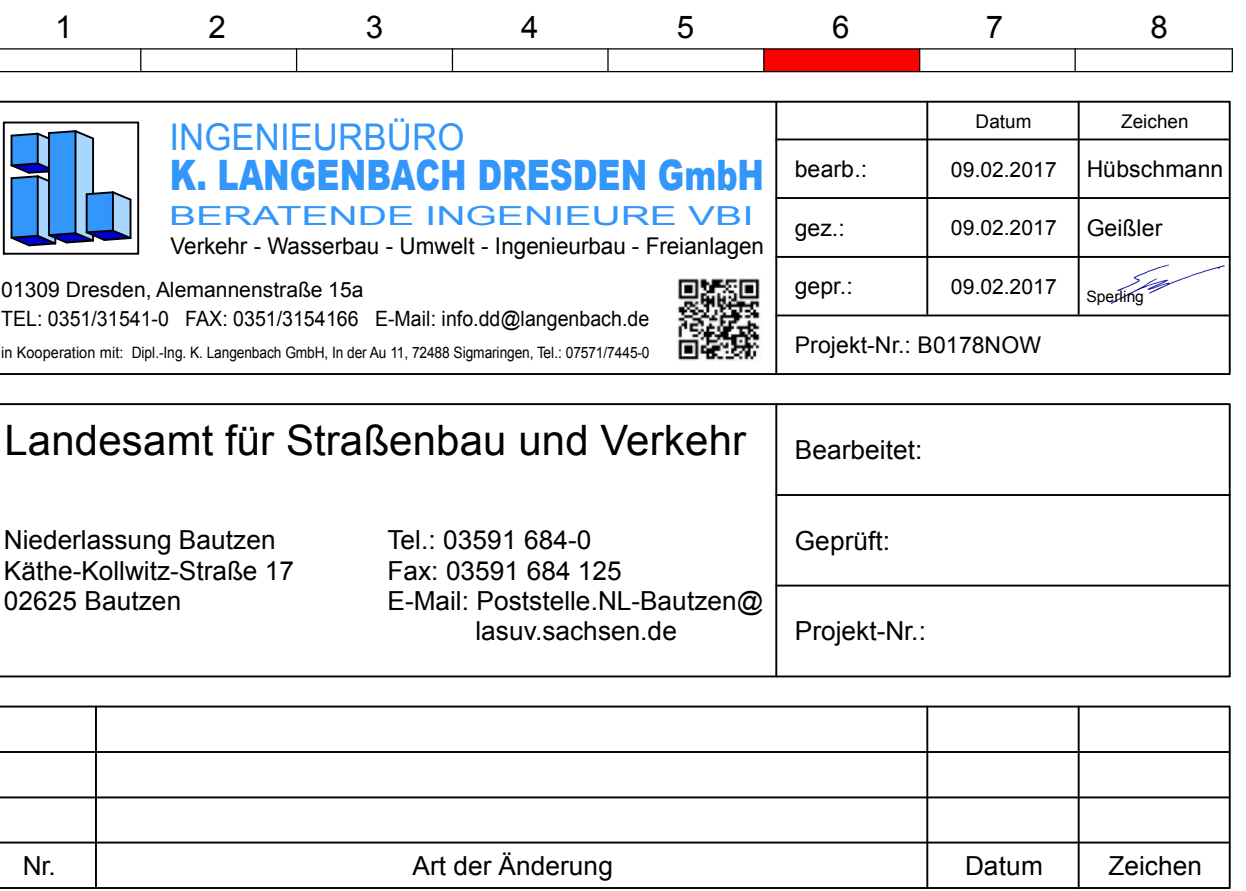 1 2 3 4 5 6 7 8
INGENIEURBÜRO
K. LANGENBACH DRESDEN GmbH
BERATENDE INGENIEURE VBI
Verkehr - Wasserbau - Umwelt - Ingenieurbau - Freianlagen
01309 Dresden, Alemannenstraße 15a
TEL: 0351/31541-0 FAX: 0351/3154166 E-Mail: info.dd@langenbach.de
in Kooperation mit: Dipl.-Ing. K. Langenbach GmbH, In der Au 11, 72488 Sigmaringen, Tel.: 07571/7445-0
Datum Zeichen
bearb.: 09.02.2017 Hübschmann
gez.: 09.02.2017 Geißler
gepr.: 09.02.2017 Sperling
Projekt-Nr.: B0178NOW
Landesamt für Straßenbau und Verkehr
Niederlassung Bautzen
Käthe-Kollwitz-Straße 17
02625 Bautzen
Tel.: 03591 684-0
Fax: 03591 684 125
E-Mail: Poststelle.NL-Bautzen@
lasuv.sachsen.de
Bearbeitet:
Geprüft:
Projekt-Nr.:
Nr. Art der Änderung Datum Zeichen